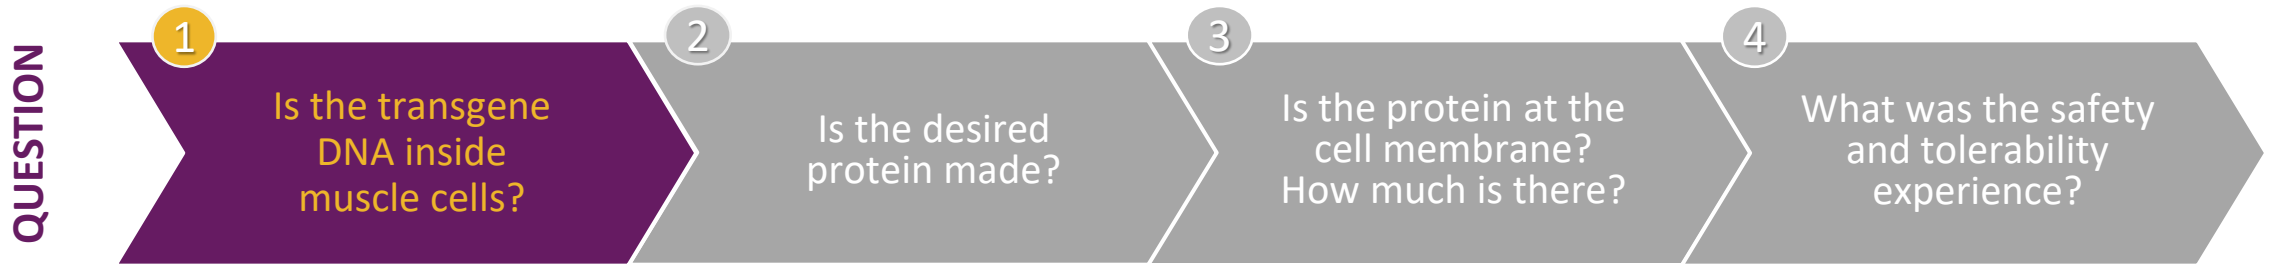 QUESTION
1
Is the transgene
DNA inside
muscle cells?
2
Is the desired
protein made?
3
Is the protein at the
cell membrane?
How much is there?
4
What was the safety
and tolerability
experience?